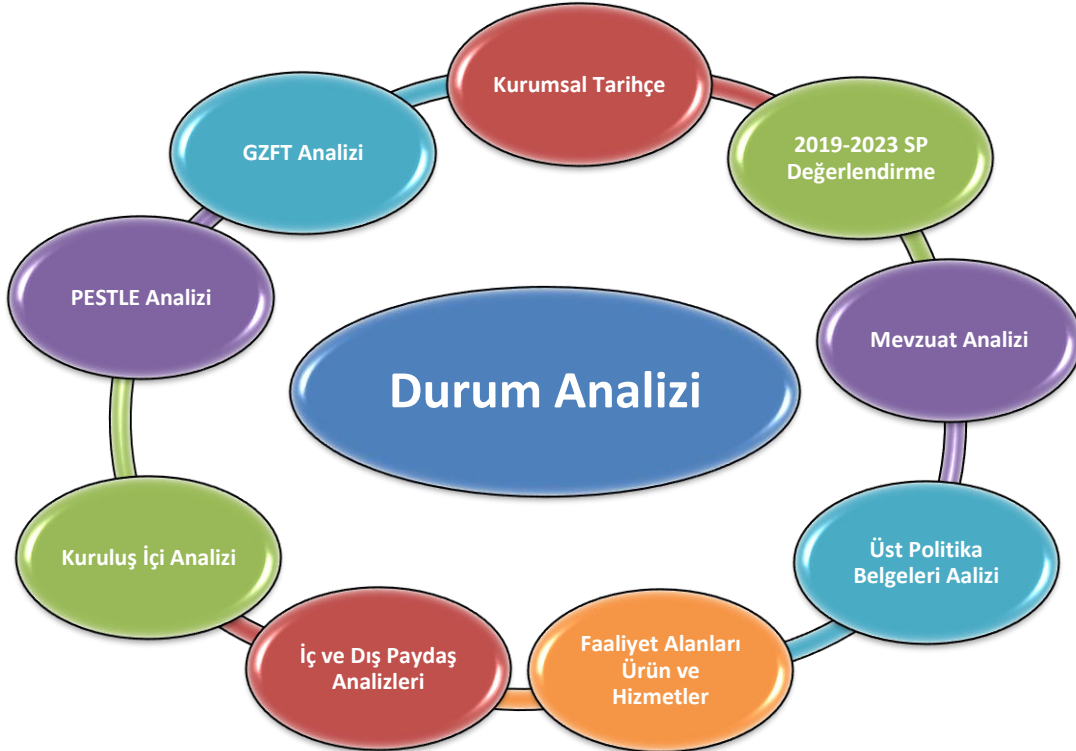 Kurumsal Tarihçe
2019-2023 SP
Değerlendirme
Mevzuat Analizi
Üst Politika
Belgeleri Aalizi
Faaliyet Alanları
Ürün ve
Hizmetler
İç ve Dış Paydaş
Analizleri
Kuruluş İçi Analizi
PESTLE Analizi
GZFT Analizi
Durum Analizi